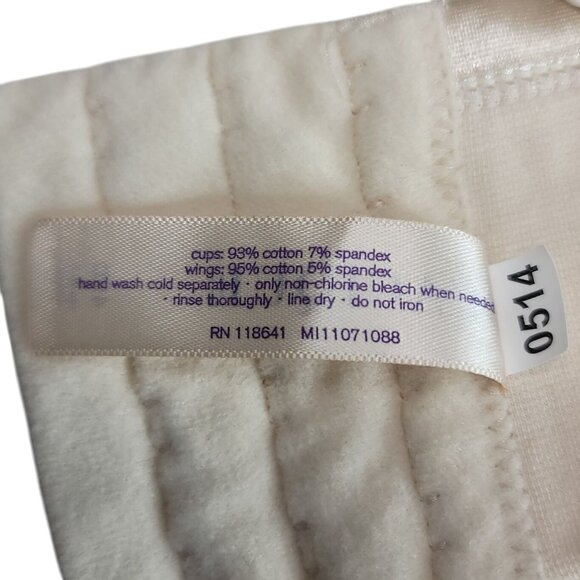 cups: 93% cotton 7% spandex
wings: 95% cotton 5% spandex
hand wash cold separately · only non-chlorine bleach when needed
· rinse thoroughly · line dry · do not iron
RN 118641 MI11071088
0514